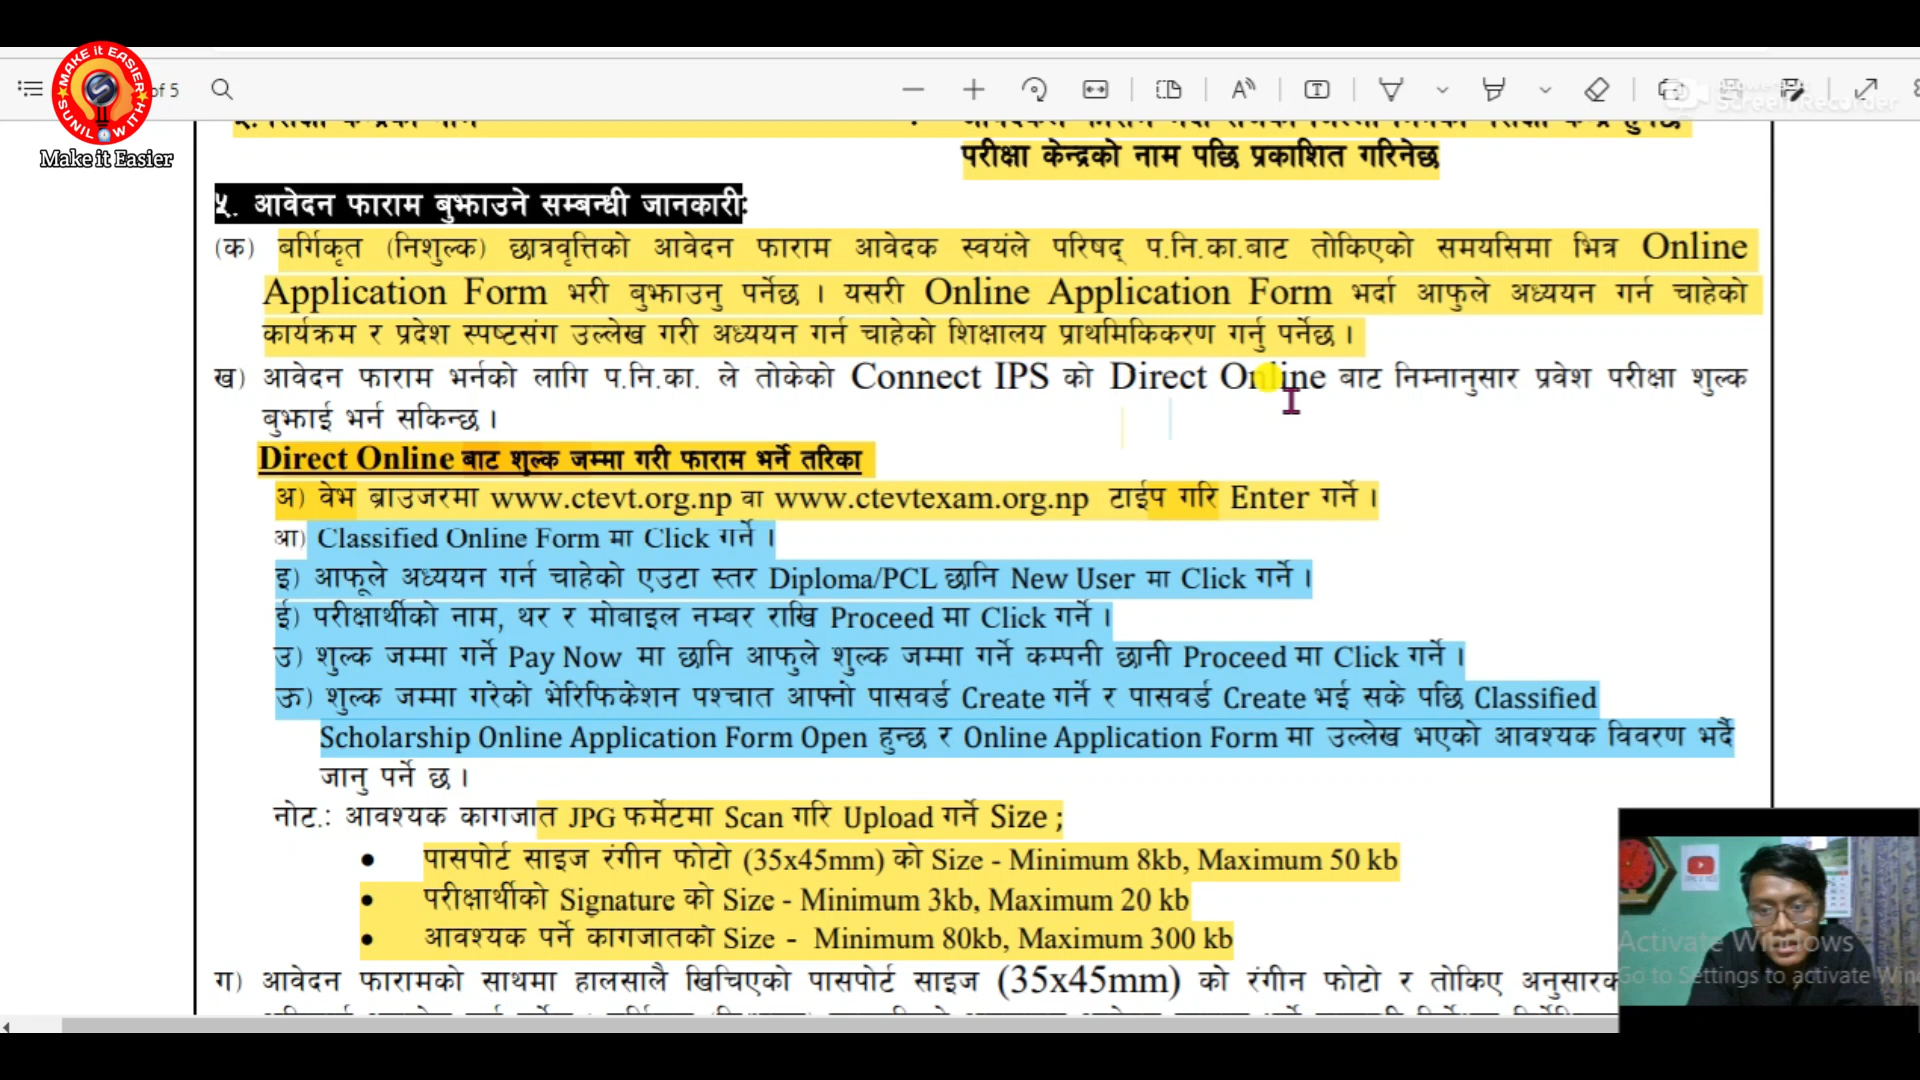 MAKE iT EASIER
SUNIL WITH
Make it Easier
of 5
Screen Recorder
परीक्षा केन्द्रको नाम पछि प्रकाशित गरिनेछ
५. आवेदन फाराम बुझाउने सम्बन्धी जानकारीः
(क) बर्गिकृत (निशुल्क) छात्रवृत्तिको आवेदन फाराम आवेदक स्वयंले परिषद् प.नि.का.बाट तोकिएको समयसिमा भित्र Online
Application Form भरी बुझाउनु पर्नेछ । यसरी Online Application Form भर्दा आफुले अध्ययन गर्न चाहेको
कार्यक्रम र प्रदेश स्पष्टसंग उल्लेख गरी अध्ययन गर्न चाहेको शिक्षालय प्राथमिकिकरण गर्नु पर्नेछ ।
ख) आवेदन फाराम भर्नको लागि प.नि.का. ले तोकेको Connect IPS को Direct Online बाट निम्नानुसार प्रवेश परीक्षा शुल्क
बुझाई भर्न सकिन्छ ।
Direct Online बाट शुल्क जम्मा गरी फाराम भर्ने तरिका
अ) वेभ ब्राउजरमा www.ctevt.org.np वा www.ctevtexam.org.np टाईप गरि Enter गर्ने ।
आ) Classified Online Form मा Click गर्ने ।
इ) आफूले अध्ययन गर्न चाहेको एउटा स्तर Diploma/PCL छानि New User मा Click गर्ने ।
ई) परीक्षार्थीको नाम, थर र मोबाइल नम्बर राखि Proceed मा Click गर्ने ।
उ) शुल्क जम्मा गर्ने Pay Now मा छानि आफुले शुल्क जम्मा गर्ने कम्पनी छानी Proceed मा Click गर्ने ।
ऊ) शुल्क जम्मा गरेको भेरिफिकेशन पश्चात आफ्नो पासवर्ड Create गर्ने र पासवर्ड Create भई सके पछि Classified
Scholarship Online Application Form Open हुन्छ र Online Application Form मा उल्लेख भएको आवश्यक विवरण भर्दै
जानु पर्ने छ ।
नोट.: आवश्यक कागजात JPG फर्मेटमा Scan गरि Upload गर्ने Size ;
● पासपोर्ट साइज रंगीन फोटो (35x45mm) को Size - Minimum 8kb, Maximum 50 kb
● परीक्षार्थीको Signature को Size - Minimum 3kb, Maximum 20 kb
● आवश्यक पर्ने कागजातको Size - Minimum 80kb, Maximum 300 kb
ग) आवेदन फारामको साथमा हालसालै खिचिएको पासपोर्ट साइज (35x45mm) को रंगीन फोटो र तोकिए
Activate Windows
Go to Settings to activate Win